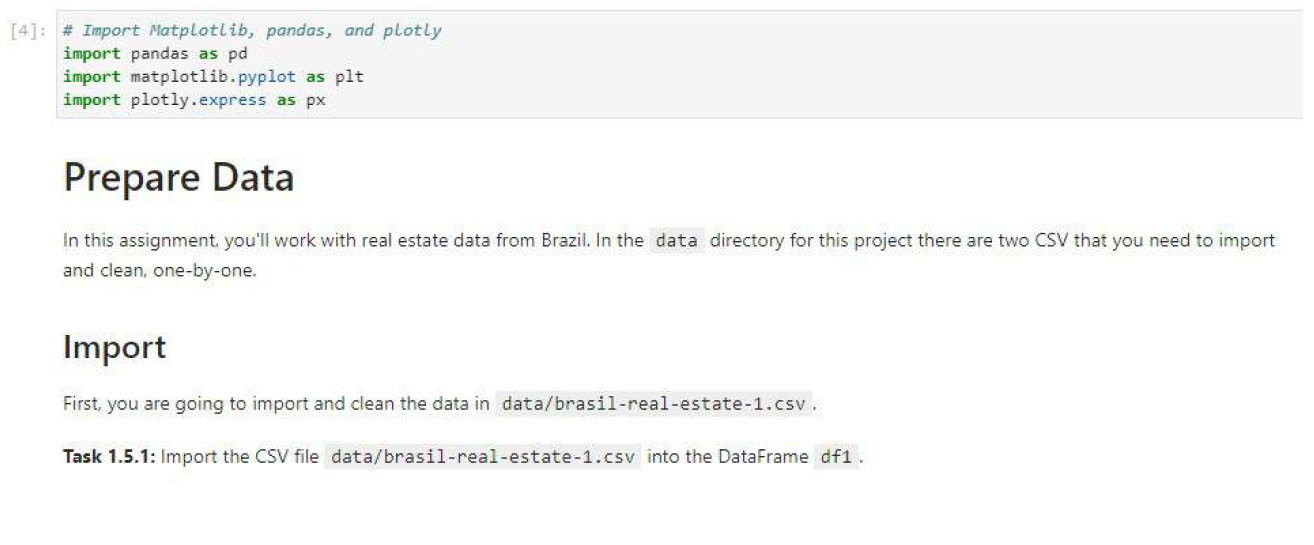 [4]: # Import Matplotlib, pandas, and plotly
import pandas as pd
import matplotlib.pyplot as plt
import plotly.express as px
Prepare Data
In this assignment, you'll work with real estate data from Brazil. In the data directory for this project there are two CSV that you need to import
and clean, one-by-one.
Import
First, you are going to import and clean the data in data/brasil-real-estate-1.csv.
Task 1.5.1: Import the CSV file data/brasil-real-estate-1.csv into the DataFrame df1.